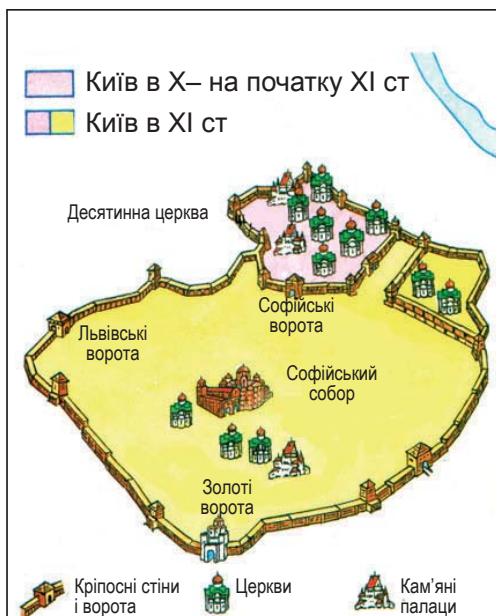 Київ в X– на початку XI ст
Київ в XI ст
Десятинна церква
Софійські
ворота
Львівські
ворота
Софійський
собор
Золоті
ворота
Кріпосні стіни
і ворота
Церкви
Кам’яні
палаци